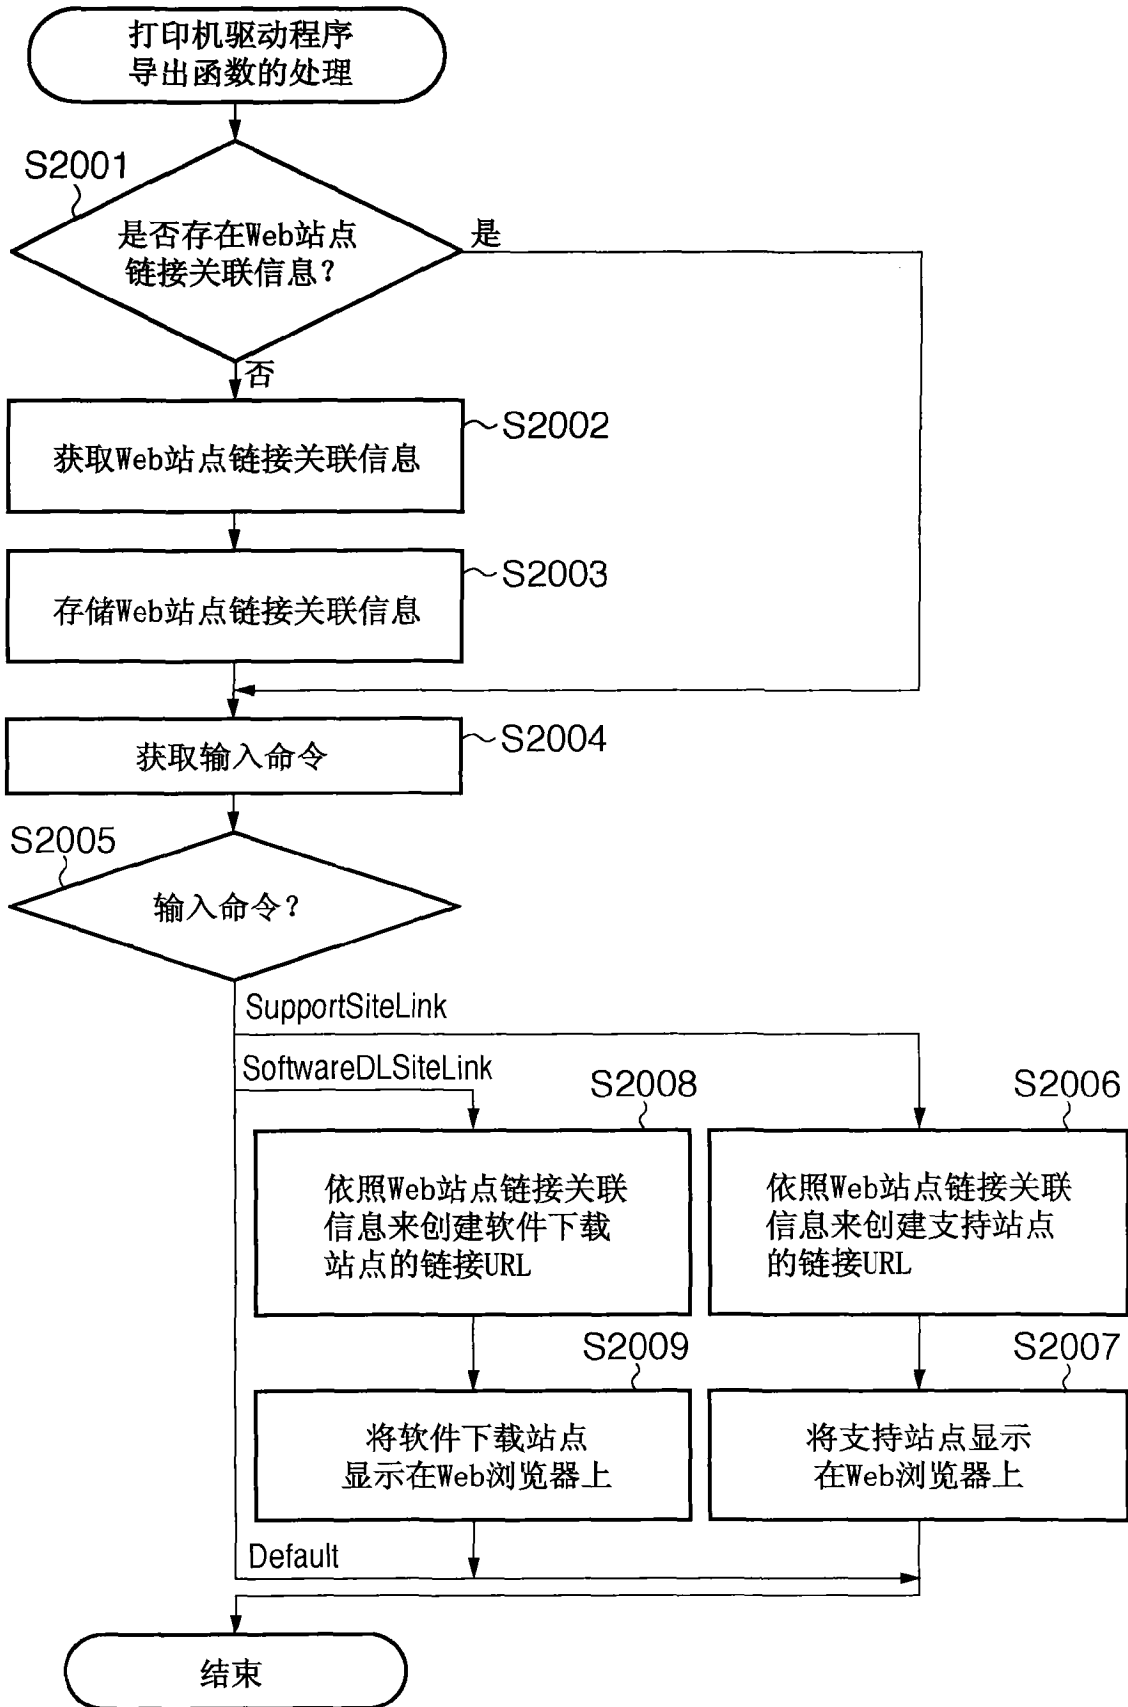 打印机驱动程序
导出函数的处理
S2001
是否存在Web站点
链接关联信息?
是
否
S2002
获取Web站点链接关联信息
S2003
存储Web站点链接关联信息
S2004
获取输入命令
S2005
输入命令?
SupportSiteLink
SoftwareDLSiteLink
S2008
S2006
依照Web站点链接关联
信息来创建软件下载
站点的链接URL
依照Web站点链接关联
信息来创建支持站点
的链接URL
S2009
S2007
将软件下载站点
显示在Web浏览器上
将支持站点显示
在Web浏览器上
Default
结束